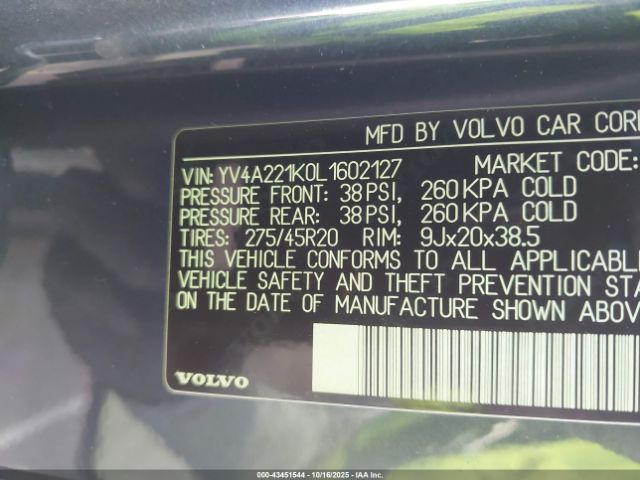 MFD BY VOLVO CAR COR
VIN: YV4A221K0L1602127 MARKET CODE:
PRESSURE FRONT: 38 PSI, 260 KPA COLD
PRESSURE REAR: 38 PSI, 260 KPA COLD
TIRES: 275/45R20 RIM: 9Jx20x38.5
THIS VEHICLE CONFORMS TO ALL APPLICABLE
VEHICLE SAFETY AND THEFT PREVENTION STA
ON THE DATE OF MANUFACTURE SHOWN ABOV
VOLVO
000-43451544 | 10/16/2025 - IAAI, Inc.